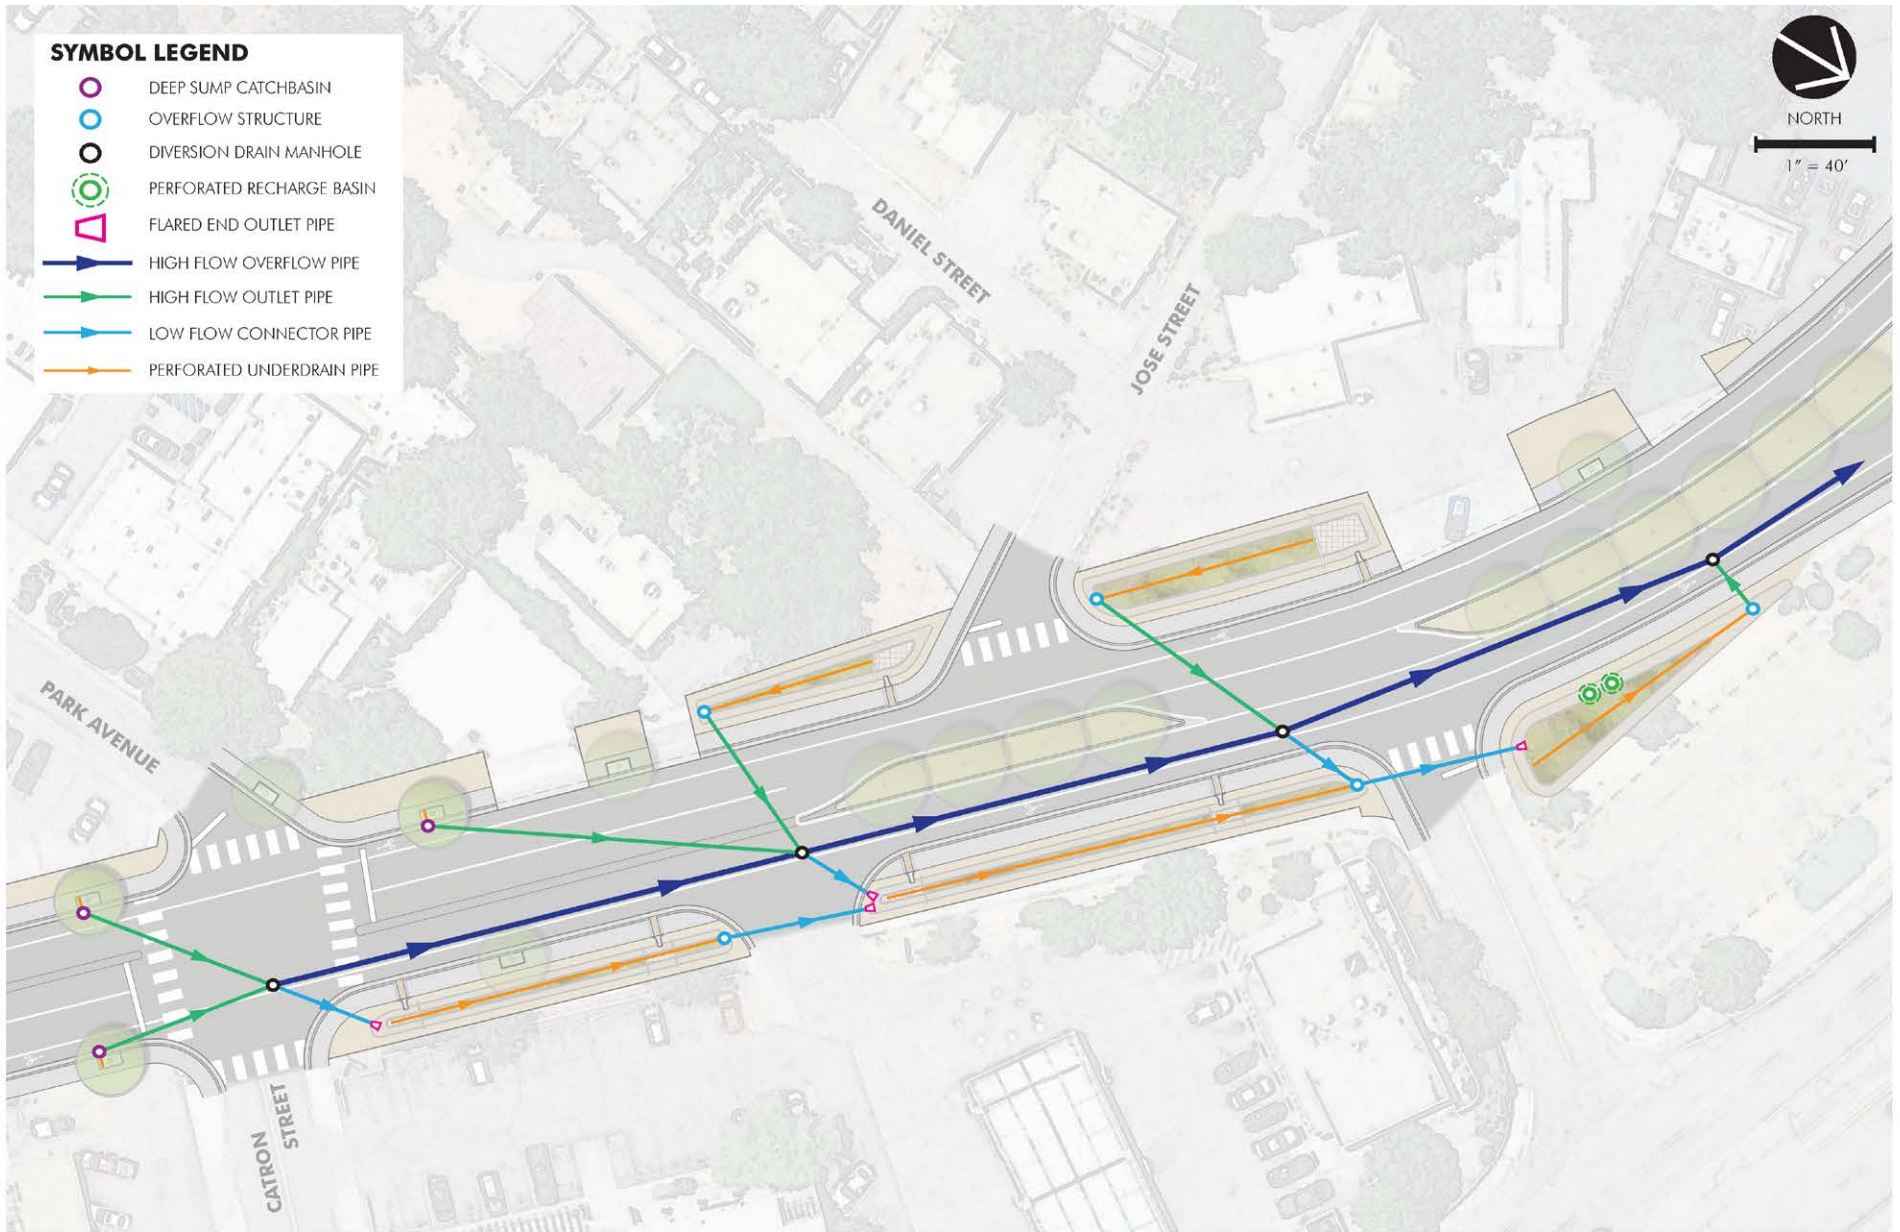 SYMBOL LEGEND
DEEP SUMP CATCHBASIN
OVERFLOW STRUCTURE
DIVERSION DRAIN MANHOLE
PERFORATED RECHARGE BASIN
FLARED END OUTLET PIPE
HIGH FLOW OVERFLOW PIPE
HIGH FLOW OUTLET PIPE
LOW FLOW CONNECTOR PIPE
PERFORATED UNDERDRAIN PIPE
NORTH
1" = 40'
DANIEL STREET
JOSE STREET
PARK AVENUE
CATRON
STREET